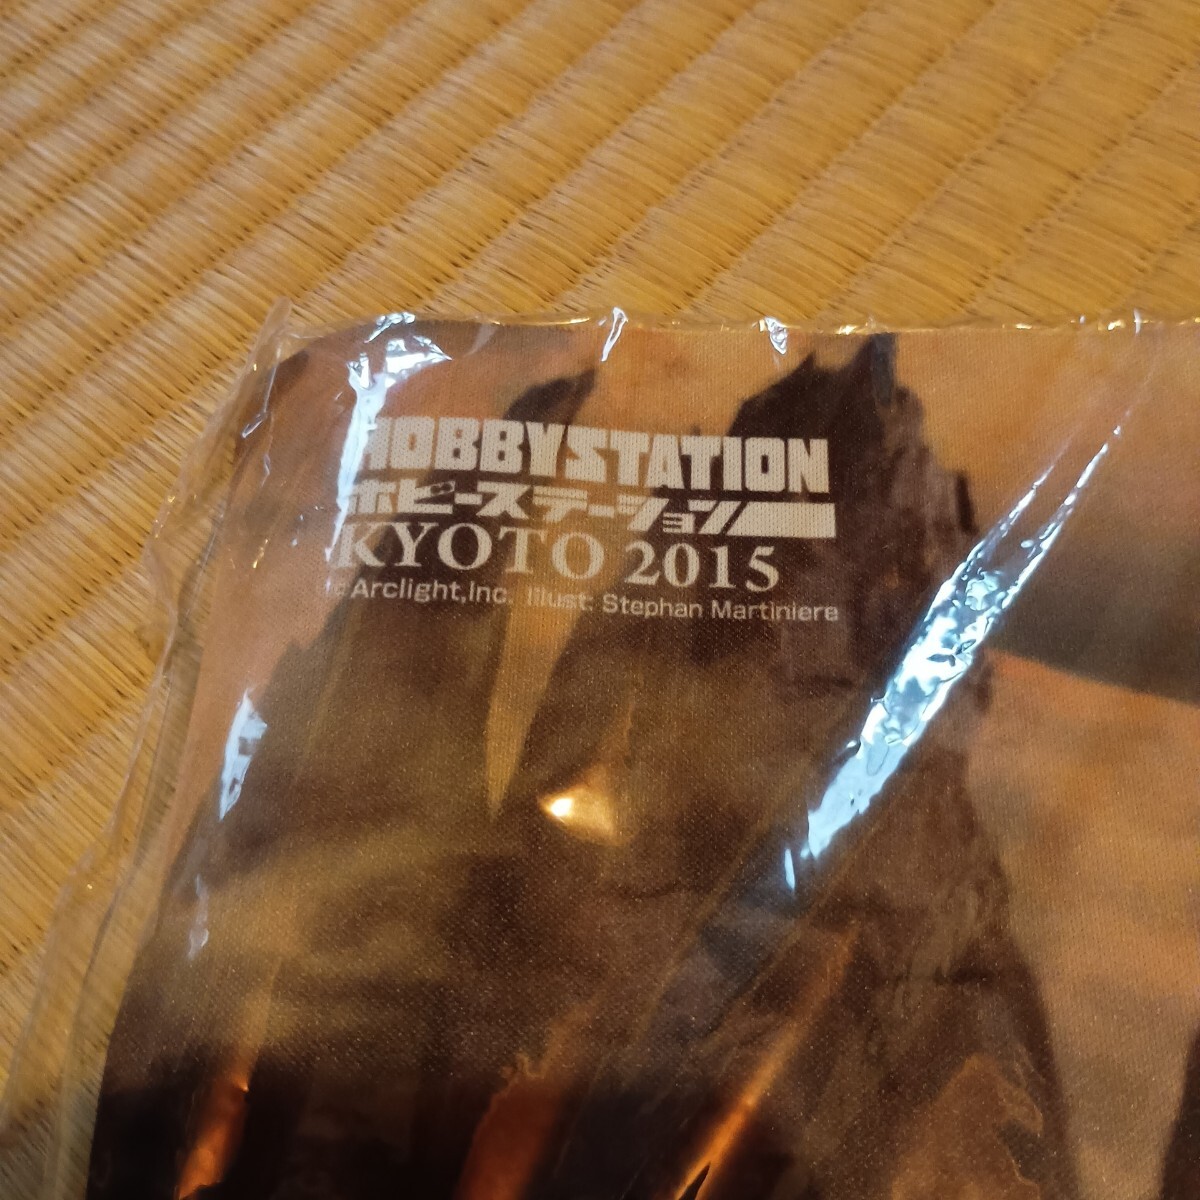 HOBBYSTATION
ホビーステーション
KYOTO 2015
©Arclight,Inc. Illust: Stephan Martiniere